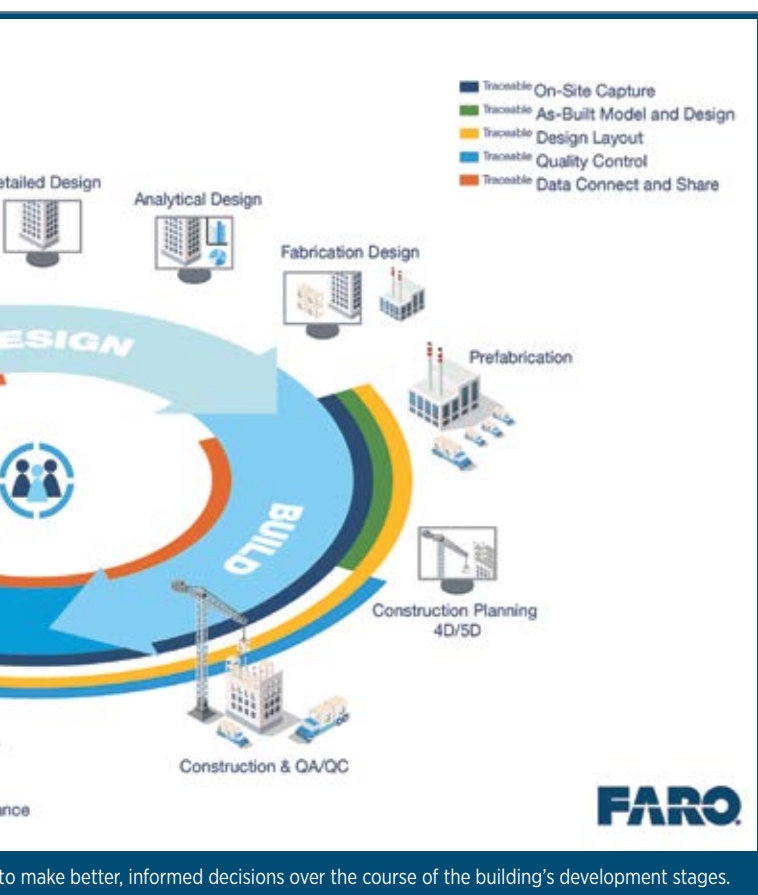 Traceable On-Site Capture
Traceable As-Built Model and Design
Traceable Design Layout
Traceable Quality Control
Traceable Data Connect and Share
etailed Design
Analytical Design
Fabrication Design
ESIGN
Prefabrication
BUILD
Construction Planning
4D/5D
Construction & QA/QC
ance
FARO
to make better, informed decisions over the course of the building's development stages.